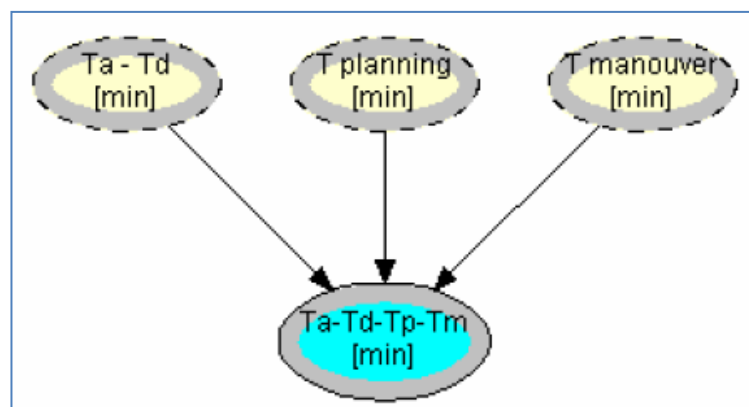 Ta - Td
[min]
T planning
[min]
T manouver
[min]
Ta-Td-Tp-Tm
[min]